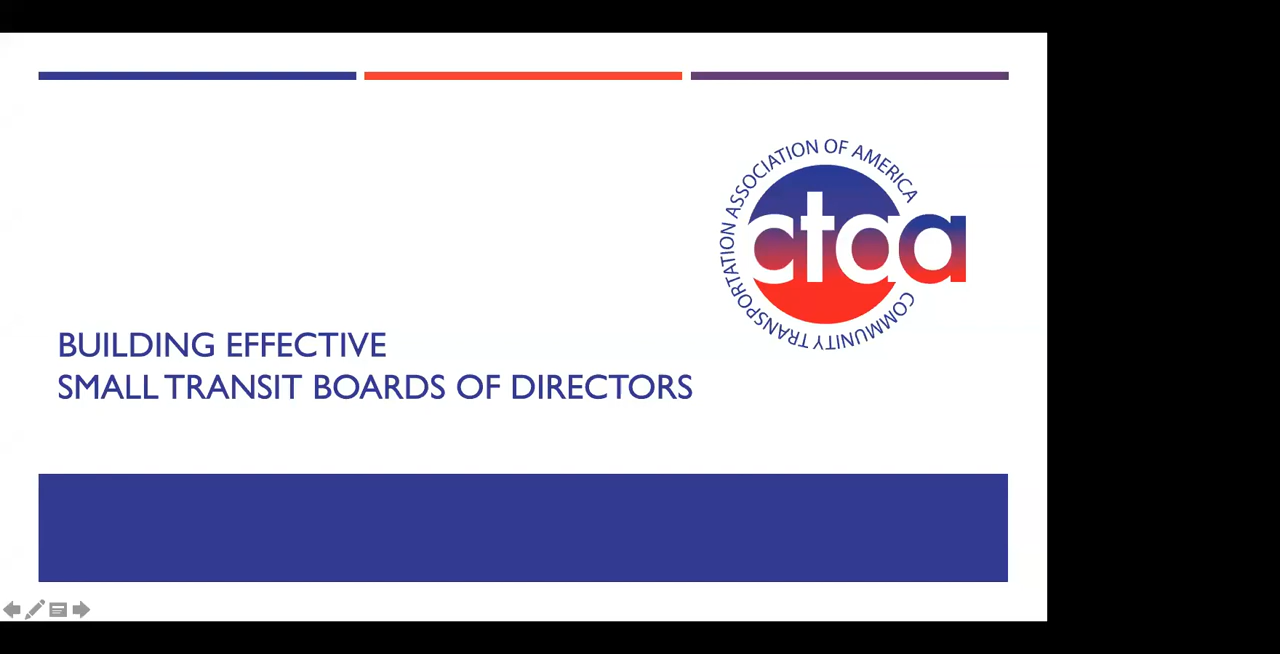 COMMUNITY TRANSPORTATION ASSOCIATION OF AMERICA
ctaa
BUILDING EFFECTIVE
SMALL TRANSIT BOARDS OF DIRECTORS